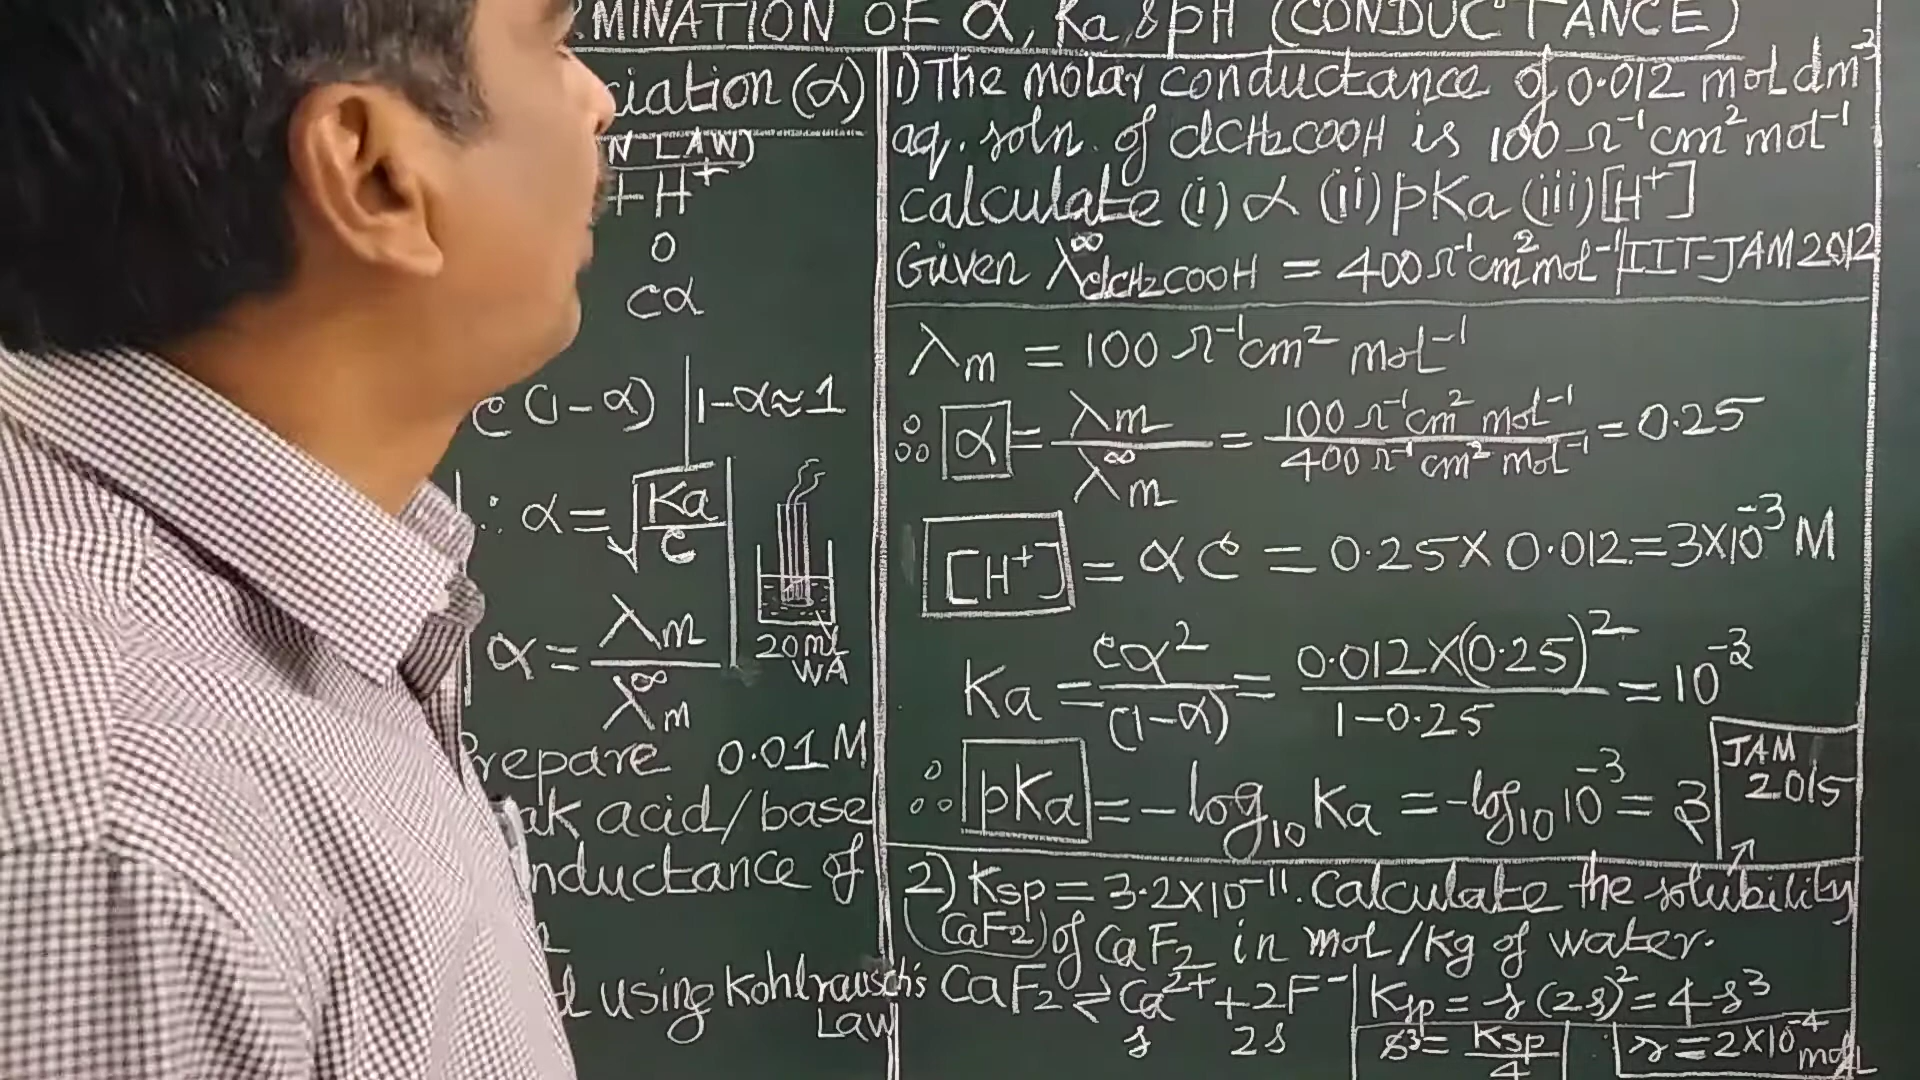 MINATION OF α, Ka, & pH (CONDUCTANCE)
ciation (α)
N LAW)
+ H⁺
O
cα
c(1-α) | 1-α≈1
∴ α = √(Ka/c)
α = λm/λ∞m
20 mL
WA
repare 0.01M
ak acid/base
nductance of
using Kohlrausch's
LAW
1) The molar conductance of 0.012 mol dm⁻³
aq. soln. of ClCH₂COOH is 100 Ω⁻¹cm²mol⁻¹
calculate (i) α (ii) pKa (iii) [H⁺]
Given λ∞ClCH₂COOH = 400 Ω⁻¹cm²mol⁻¹ IIT-JAM 2012
λm = 100 Ω⁻¹cm² mol⁻¹
∴ α = λm/λ∞m = 100 Ω⁻¹cm² mol⁻¹/400 Ω⁻¹cm² mol⁻¹ = 0.25
[H⁺] = αc = 0.25 × 0.012 = 3×10⁻³ M
Ka = cα²/(1-α) = 0.012×(0.25)²/1-0.25 = 10⁻³
∴ pKa = -log₁₀ Ka = -log₁₀ 10⁻³ = 3
JAM
2015
2) Ksp = 3.2×10⁻¹¹. Calculate the solubility
(CaF₂) of CaF₂ in mol/kg of water.
CaF₂ ⇌ Ca²⁺ + 2F⁻
s 2s
Ksp = s(2s)² = 4s³
s³ = Ksp/4
s = 2×10⁻⁴ mol/L